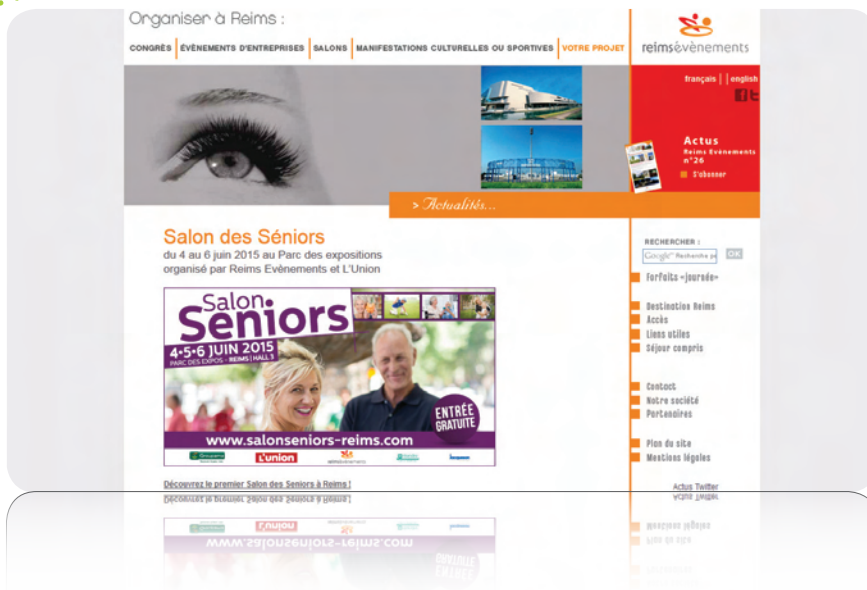 Organiser à Reims :
CONGRÈS ÉVÈNEMENTS D'ENTREPRISES SALONS MANIFESTATIONS CULTURELLES OU SPORTIVES VOTRE PROJET
reimsévènements
français | | english
Actus
Reims Evènements
n°26
S'abonner
> Actualités...
Salon des Séniors
du 4 au 6 juin 2015 au Parc des expositions
organisé par Reims Evènements et L'Union
Salon
Seniors
4•5•6 JUIN 2015
PARC DES EXPOS - REIMS | HALL 3
ENTRÉE
GRATUITE
www.salonseniors-reims.com
Groupama
L'union
Découvrez le premier Salon des Séniors à Reims !
RECHERCHER :
Google™ Recherche OK
Forfaits «journée»
Destination Reims
Accès
Liens utiles
Séjour compris
Contact
Notre société
Partenaires
Plan du site
Mentions légales
Actus Twitter